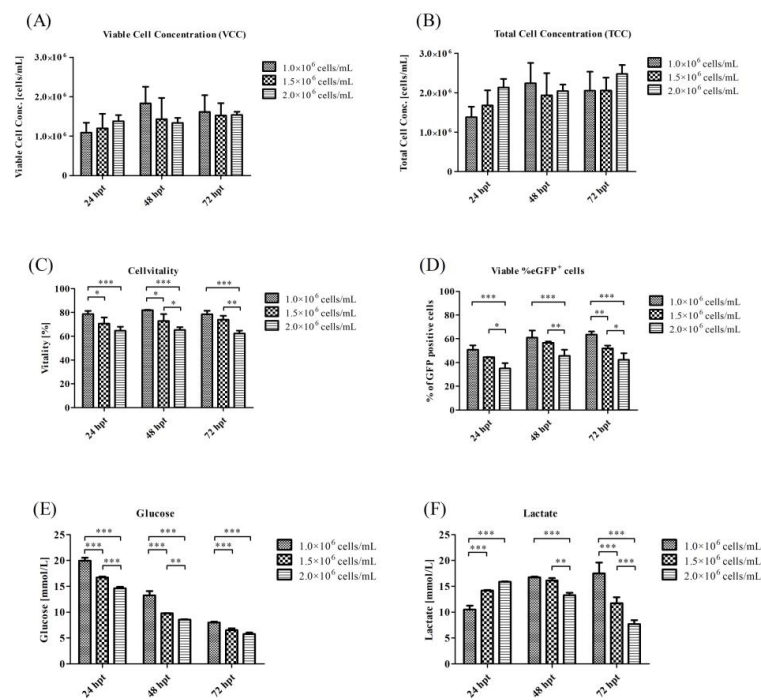 (A)
Viable Cell Concentration (VCC)
Viable Cell Conc. [cells/mL]
3.0×10⁶
2.0×10⁶
1.0×10⁶
0
24 hpt
48 hpt
72 hpt
1.0×10⁶ cells/mL
1.5×10⁶ cells/mL
2.0×10⁶ cells/mL
(B)
Total Cell Concentration (TCC)
Total Cell Conc. [cells/mL]
3.0×10⁶
2.0×10⁶
1.0×10⁶
0
24 hpt
48 hpt
72 hpt
1.0×10⁶ cells/mL
1.5×10⁶ cells/mL
2.0×10⁶ cells/mL
(C)
Cellvitality
Vitality [%]
100
80
60
40
20
0
***
*
***
*
*
***
**
24 hpt
48 hpt
72 hpt
1.0×10⁶ cells/mL
1.5×10⁶ cells/mL
2.0×10⁶ cells/mL
(D)
Viable %eGFP⁺ cells
% of GFP positive cells
100
80
60
40
20
0
***
*
***
**
***
**
*
24 hpt
48 hpt
72 hpt
1.0×10⁶ cells/mL
1.5×10⁶ cells/mL
2.0×10⁶ cells/mL
(E)
Glucose
Glucose [mmol/L]
25
20
15
10
5
0
***
***
***
***
***
**
***
***
24 hpt
48 hpt
72 hpt
1.0×10⁶ cells/mL
1.5×10⁶ cells/mL
2.0×10⁶ cells/mL
(F)
Lactate
Lactate [mmol/L]
25
20
15
10
5
0
***
***
***
**
***
***
***
24 hpt
48 hpt
72 hpt
1.0×10⁶ cells/mL
1.5×10⁶ cells/mL
2.0×10⁶ cells/mL